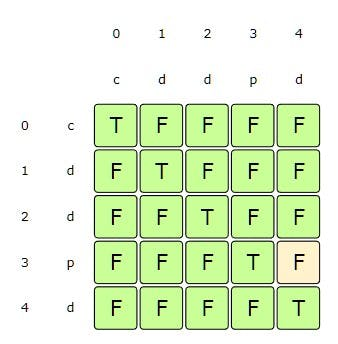 0 1 2 3 4
c d d p d
0 c T F F F F
1 d F T F F F
2 d F F T F F
3 p F F F T F
4 d F F F F T